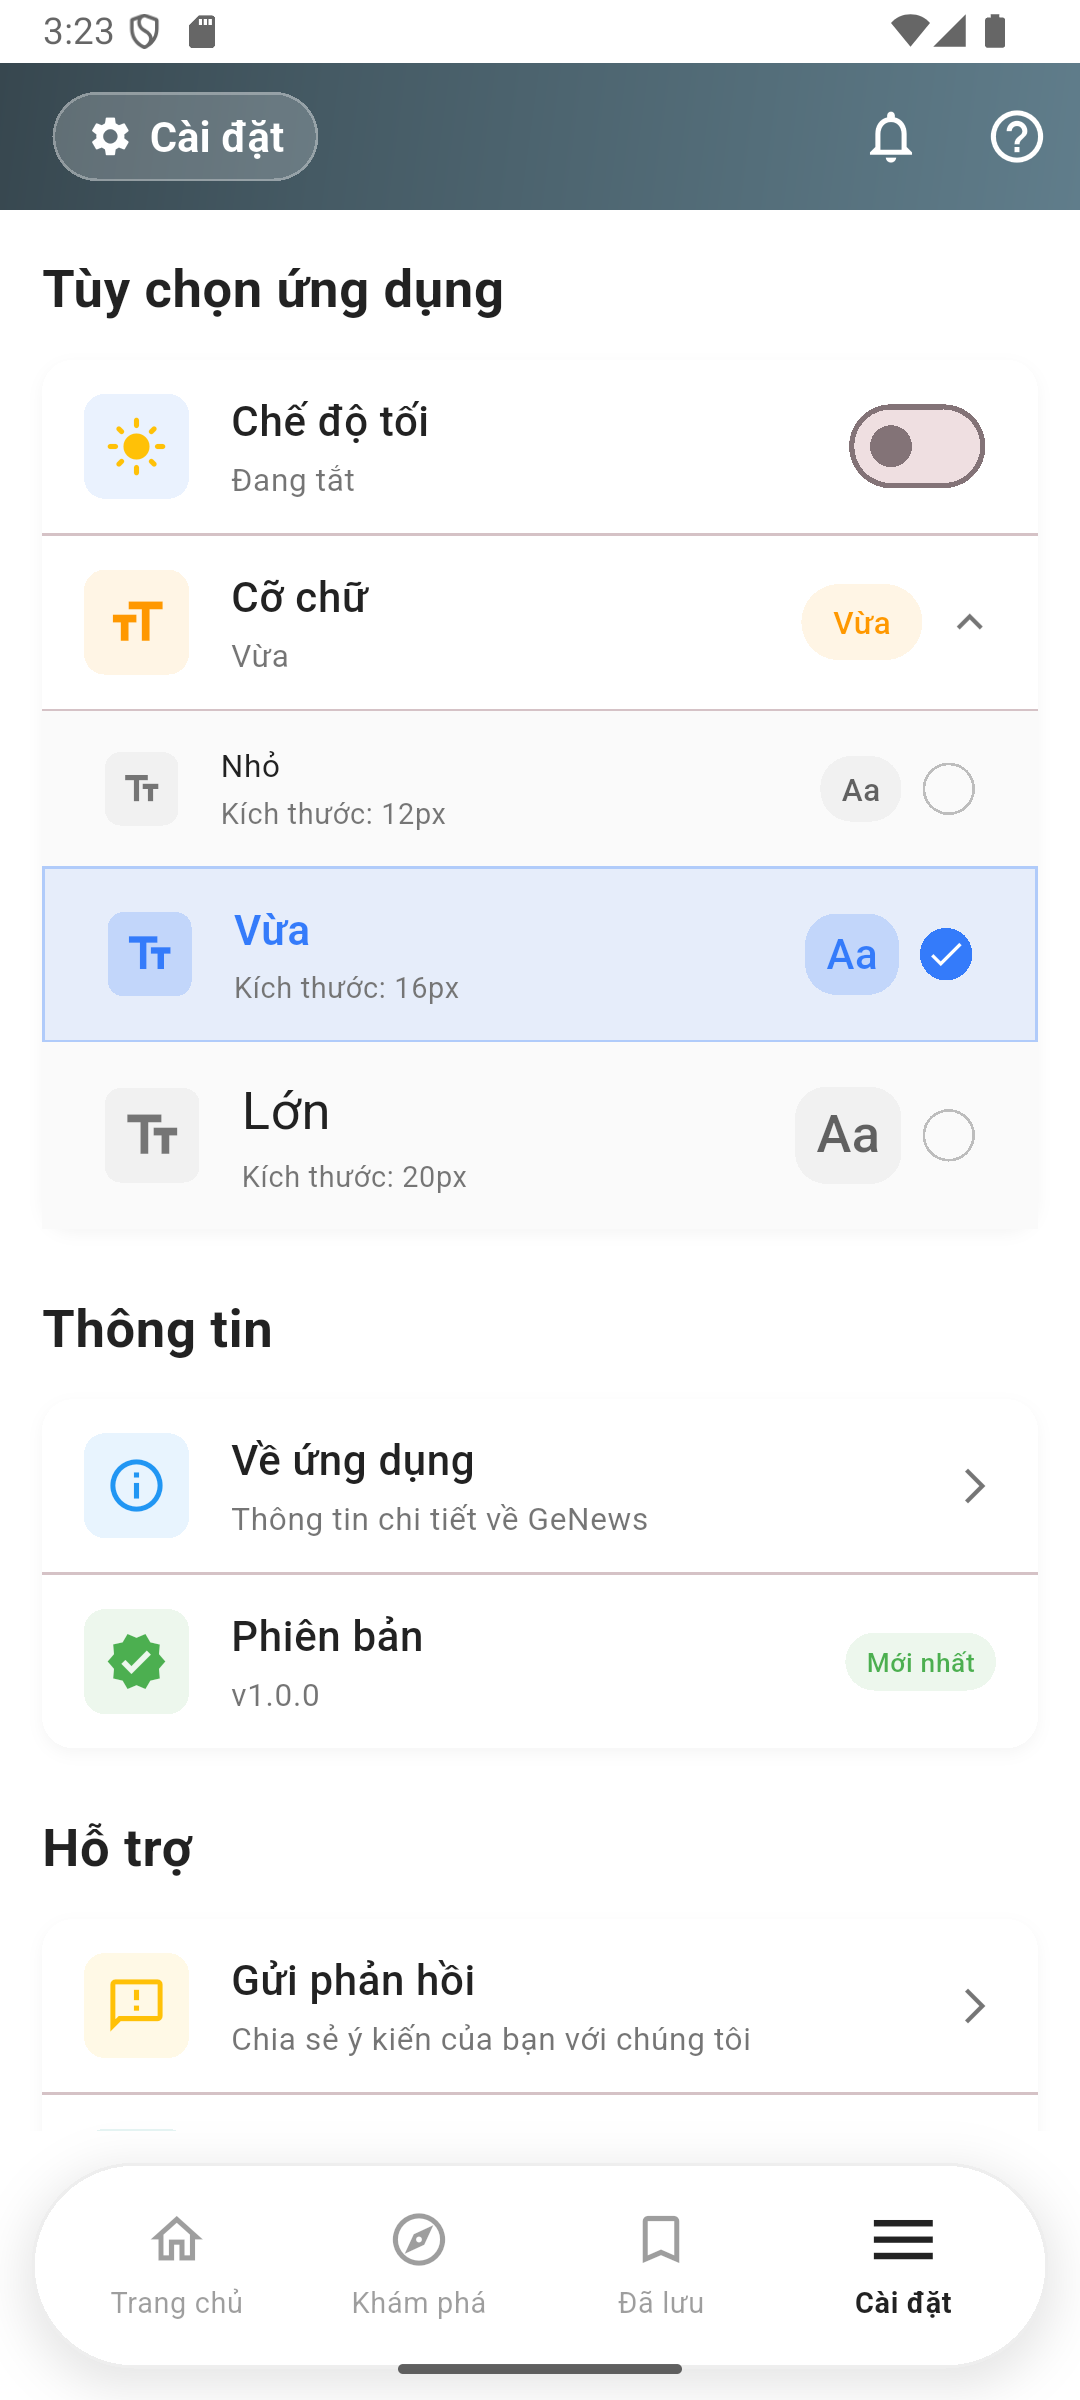 3:23
Cài đặt
Tùy chọn ứng dụng
Chế độ tối
Đang tắt
Cỡ chữ
Vừa
Vừa
Nhỏ
Kích thước: 12px
Aa
Vừa
Kích thước: 16px
Aa
Lớn
Kích thước: 20px
Aa
Thông tin
Về ứng dụng
Thông tin chi tiết về GeNews
Phiên bản
v1.0.0
Mới nhất
Hỗ trợ
Gửi phản hồi
Chia sẻ ý kiến của bạn với chúng tôi
Trang chủ
Khám phá
Đã lưu
Cài đặt